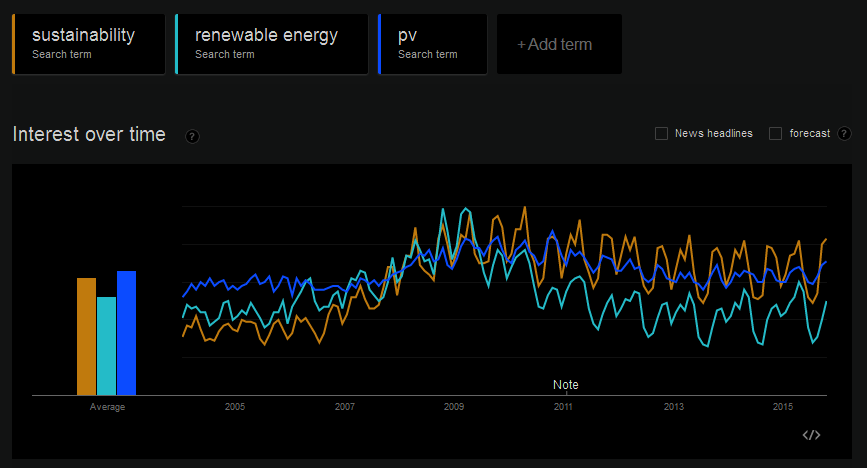 sustainability
Search term
renewable energy
Search term
pv
Search term
+Add term
Interest over time ?
News headlines
forecast ?
Note
Average
2005
2007
2009
2011
2013
2015
</>